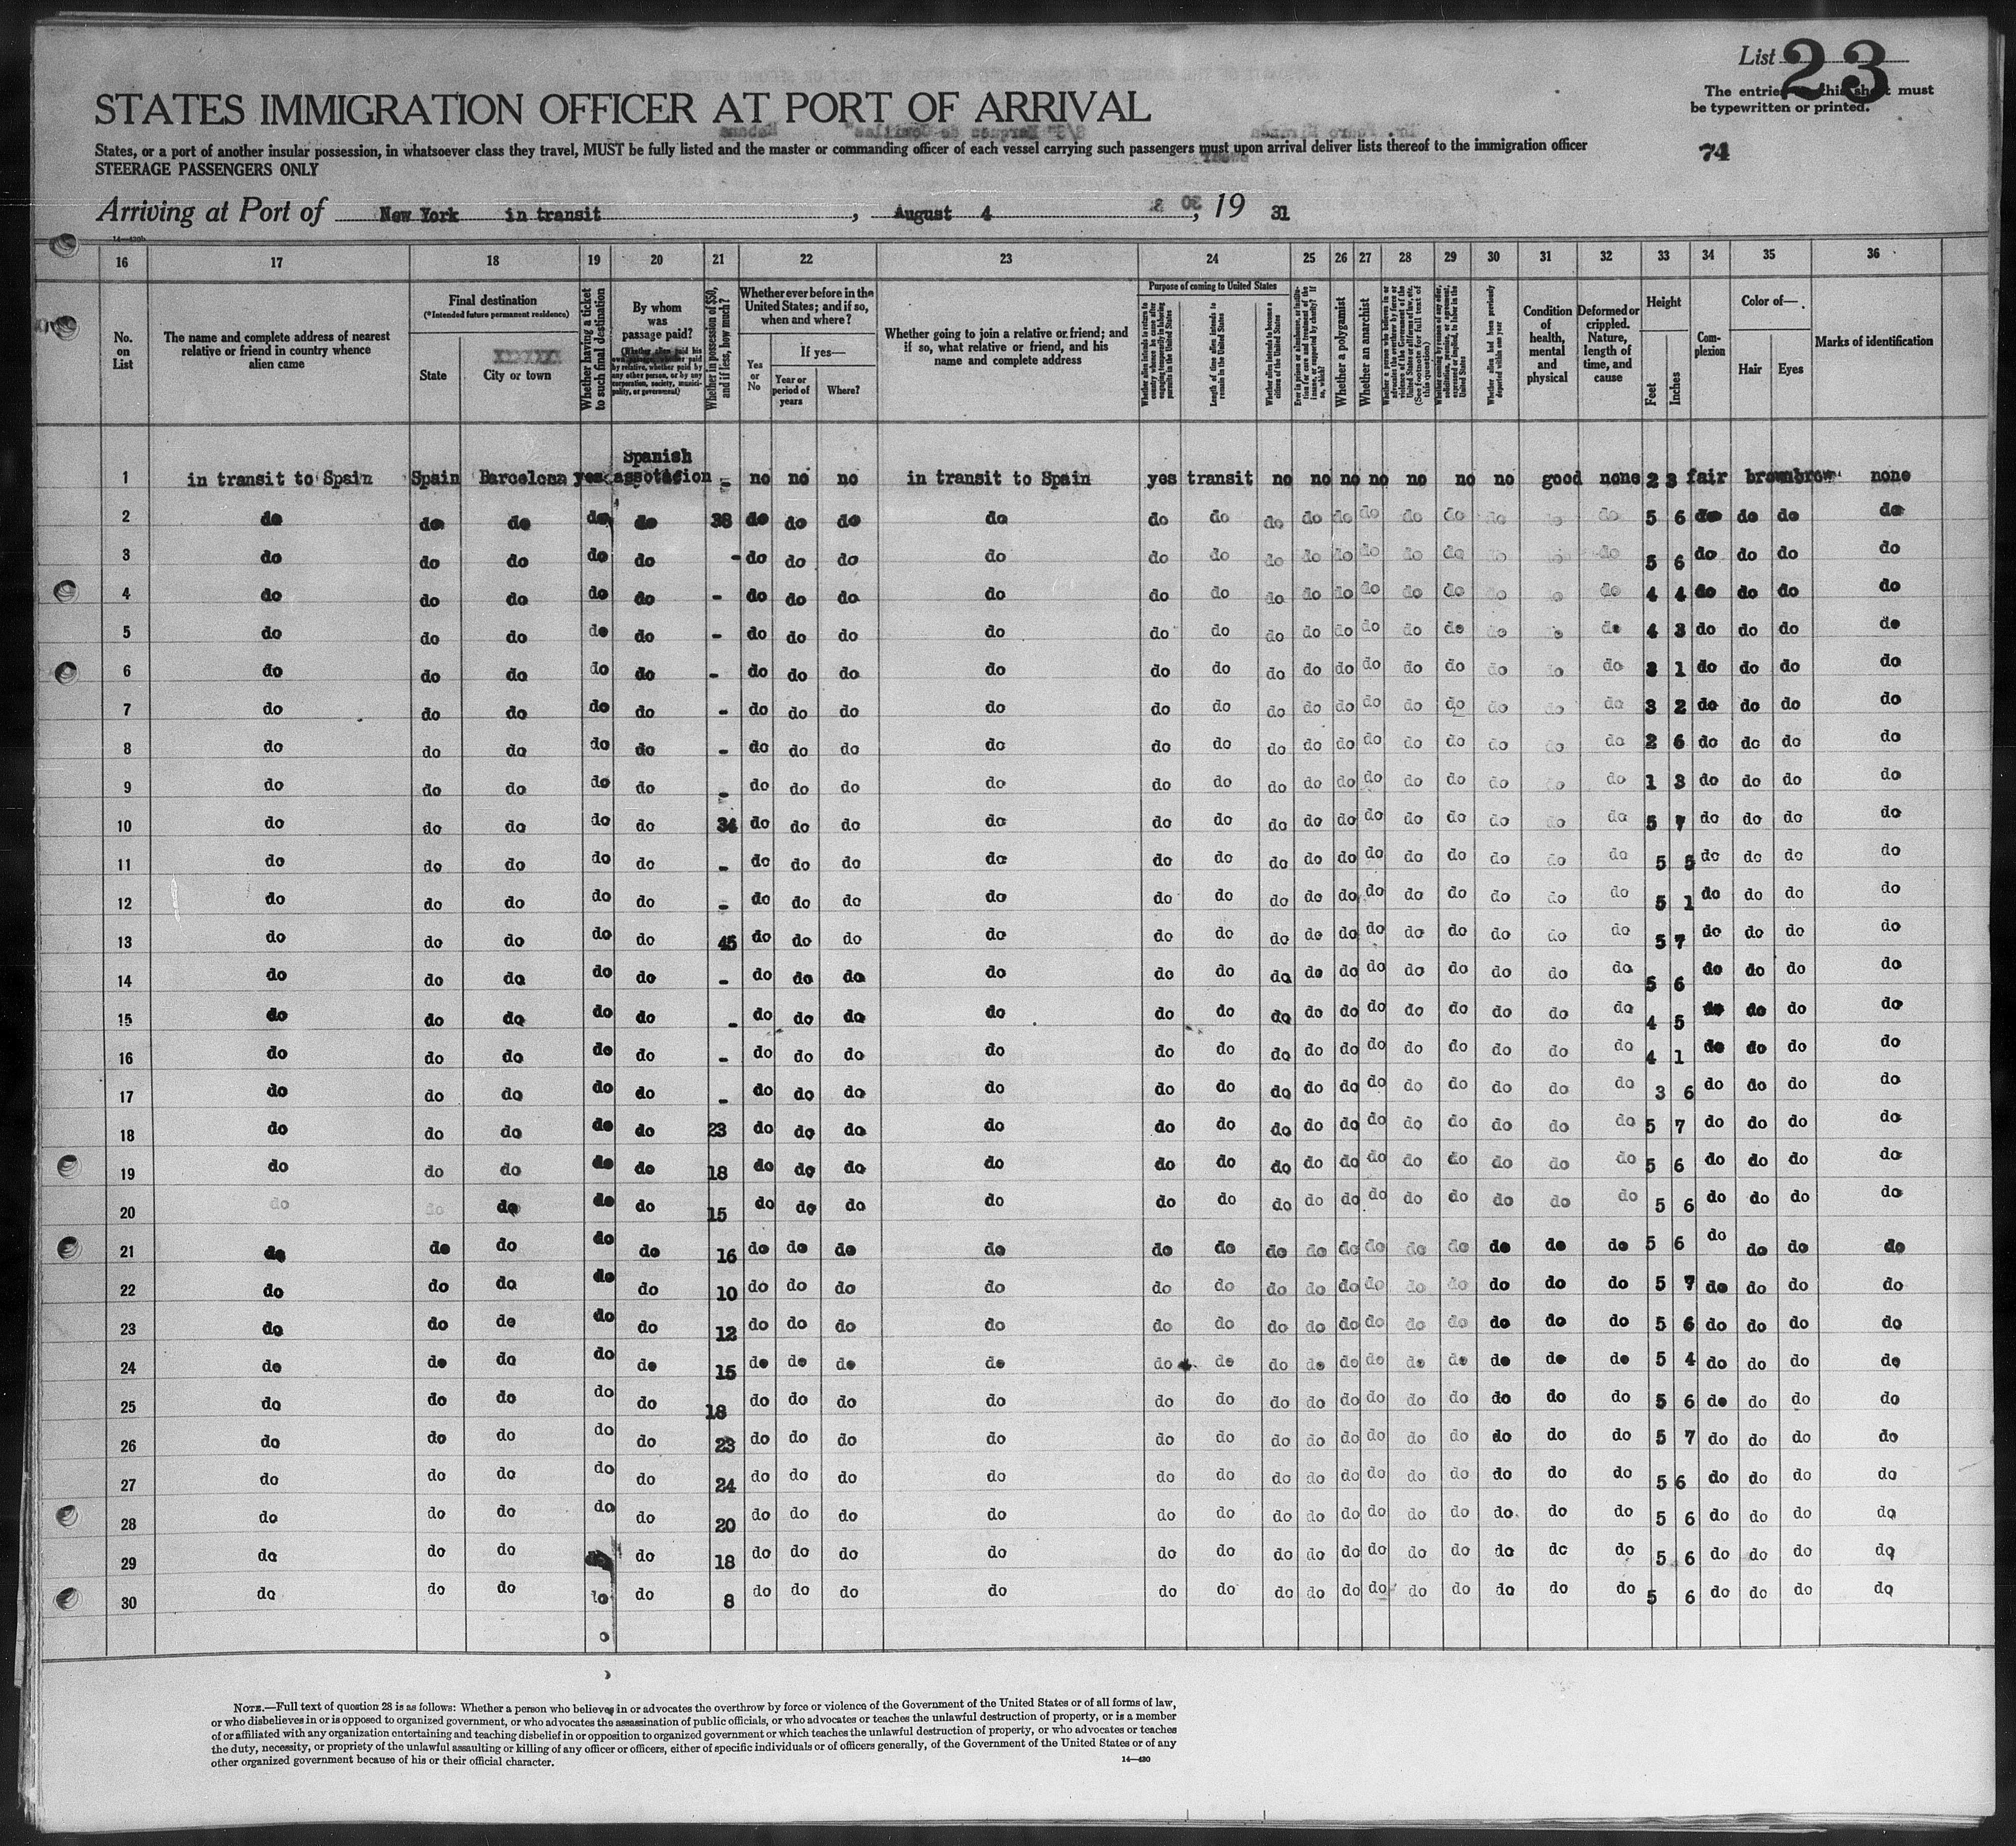 List 23
The entries this sheet must
be typewritten or printed.
STATES IMMIGRATION OFFICER AT PORT OF ARRIVAL
States, or a port of another insular possession, in whatsoever class they travel, MUST be fully listed and the master or commanding officer of each vessel carrying such passengers must upon arrival deliver lists thereof to the immigration officer
STEERAGE PASSENGERS ONLY
74
Arriving at Port of New York in transit, August 4, 19 31
14—430b
16 17 18 19 20 21 22 23 24 25 26 27 28 29 30 31 32 33 34 35 36
No. on List
The name and complete address of nearest relative or friend in country whence alien came
Final destination
(*Intended future permanent residence)
State
City or town
Whether having a ticket to such final destination
By whom was passage paid?
Whether in possession of $50, and if less, how much?
Whether ever before in the United States; and if so, when and where?
Yes or No
If yes—
Year or period of years
Where?
Whether going to join a relative or friend; and if so, what relative or friend, and his name and complete address
Purpose of coming to United States
Length of time alien intends to remain in the United States
Whether alien intends to become a citizen of the United States
Whether a polygamist
Whether an anarchist
Whether alien had been previously deported within one year
Condition of health, mental and physical
Deformed or crippled. Nature, length of time, and cause
Height
Feet
Inches
Complexion
Color of—
Hair
Eyes
Marks of identification
1 in transit to Spain Spain Barcelona yes Spanish assotition - no no no in transit to Spain yes transit no no no no no no no good none 2 3 fair brown brown none
2 do do do do do 38 do do do do do do do do do do do do do do do 5 6 do do do do
3 do do do do do - do do do do do do do do do do do do do do do 5 6 do do do do
4 do do do do do - do do do do do do do do do do do do do do do 4 4 do do do do
5 do do do do do - do do do do do do do do do do do do do do do 4 3 do do do do
6 do do do do do - do do do do do do do do do do do do do do do 3 1 do do do do
7 do do do do do - do do do do do do do do do do do do do do do 3 2 do do do do
8 do do do do do - do do do do do do do do do do do do do do do 2 6 do do do do
9 do do do do do - do do do do do do do do do do do do do do do 1 3 do do do do
10 do do do do do 34 do do do do do do do do do do do do do do do 5 7 do do do do
11 do do do do do - do do do do do do do do do do do do do do do 5 5 do do do do
12 do do do do do - do do do do do do do do do do do do do do do 5 1 do do do do
13 do do do do do 45 do do do do do do do do do do do do do do do 5 7 do do do do
14 do do do do do - do do do do do do do do do do do do do do do 5 6 do do do do
15 do do do do do - do do do do do do do do do do do do do do do 4 5 do do do do
16 do do do do do - do do do do do do do do do do do do do do do 4 1 do do do do
17 do do do do do - do do do do do do do do do do do do do do do 3 6 do do do do
18 do do do do do 23 do do do do do do do do do do do do do do do 5 7 do do do do
19 do do do do do 18 do do do do do do do do do do do do do do do 5 6 do do do do
20 do do do do do 15 do do do do do do do do do do do do do do do 5 6 do do do do
21 do do do do do 16 do do do do do do do do do do do do do do do 5 6 do do do do
22 do do do do do 10 do do do do do do do do do do do do do do do 5 7 do do do do
23 do do do do do 12 do do do do do do do do do do do do do do do 5 6 do do do do
24 do do do do do 15 do do do do do do do do do do do do do do do 5 4 do do do do
25 do do do do do 18 do do do do do do do do do do do do do do do 5 6 do do do do
26 do do do do do 23 do do do do do do do do do do do do do do do 5 7 do do do do
27 do do do do do 24 do do do do do do do do do do do do do do do 5 6 do do do do
28 do do do do do 20 do do do do do do do do do do do do do do do 5 6 do do do do
29 do do do do 18 do do do do do do do do do do do do do dc do 5 6 do do do do
30 do do do do do 8 do do do do do do do do do do do do do do do 5 6 do do do do
NOTE.—Full text of question 28 is as follows: Whether a person who believes in or advocates the overthrow by force or violence of the Government of the United States or of all forms of law,
or who disbelieves in or is opposed to organized government, or who advocates the assassination of public officials, or who advocates or teaches the unlawful destruction of property, or is a member
of or affiliated with any organization entertaining and teaching disbelief in or opposition to organized government or which teaches the unlawful destruction of property, or who advocates or teaches
the duty, necessity, or propriety of the unlawful assaulting or killing of any officer or officers, either of specific individuals or of officers generally, of the Government of the United States or of any
other organized government because of his or their official character.
14—430